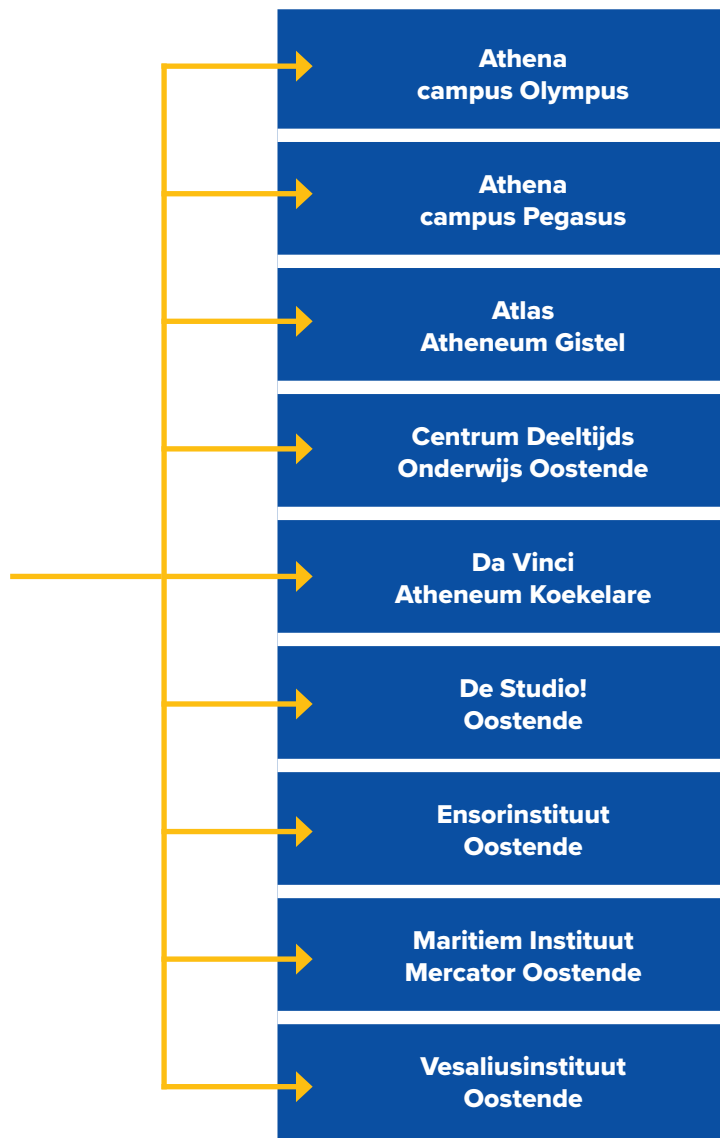 Athena
campus Olympus
Athena
campus Pegasus
Atlas
Atheneum Gistel
Centrum Deeltijds
Onderwijs Oostende
Da Vinci
Atheneum Koekelare
De Studio!
Oostende
Ensorinstituut
Oostende
Maritiem Instituut
Mercator Oostende
Vesaliusinstituut
Oostende